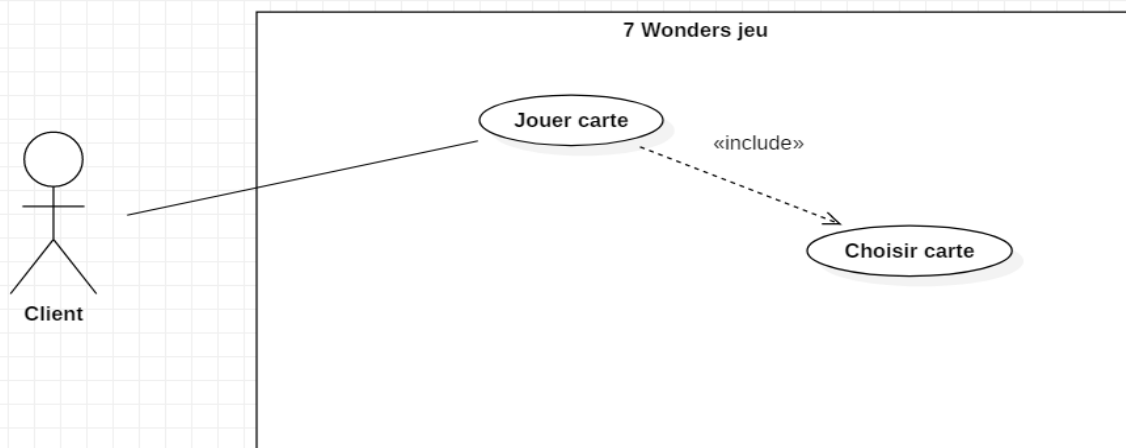 7 Wonders jeu
Jouer carte
«include»
Choisir carte
Client